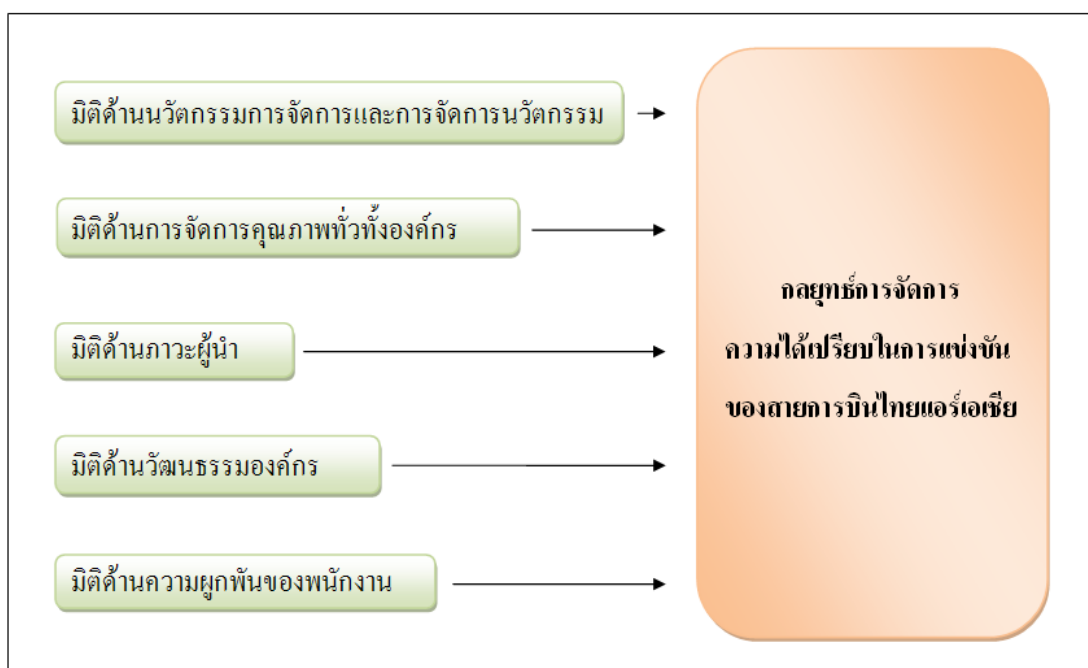 มิติด้านนวัตกรรมการจัดการและการจัดการนวัตกรรม
มิติด้านการจัดการคุณภาพทั่วทั้งองค์กร
มิติด้านภาวะผู้นำ
มิติด้านวัฒนธรรมองค์กร
มิติด้านความผูกพันของพนักงาน
กลยุทธ์การจัดการ
ความได้เปรียบในการแข่งขัน
ของสายการบินไทยแอร์เอเชีย